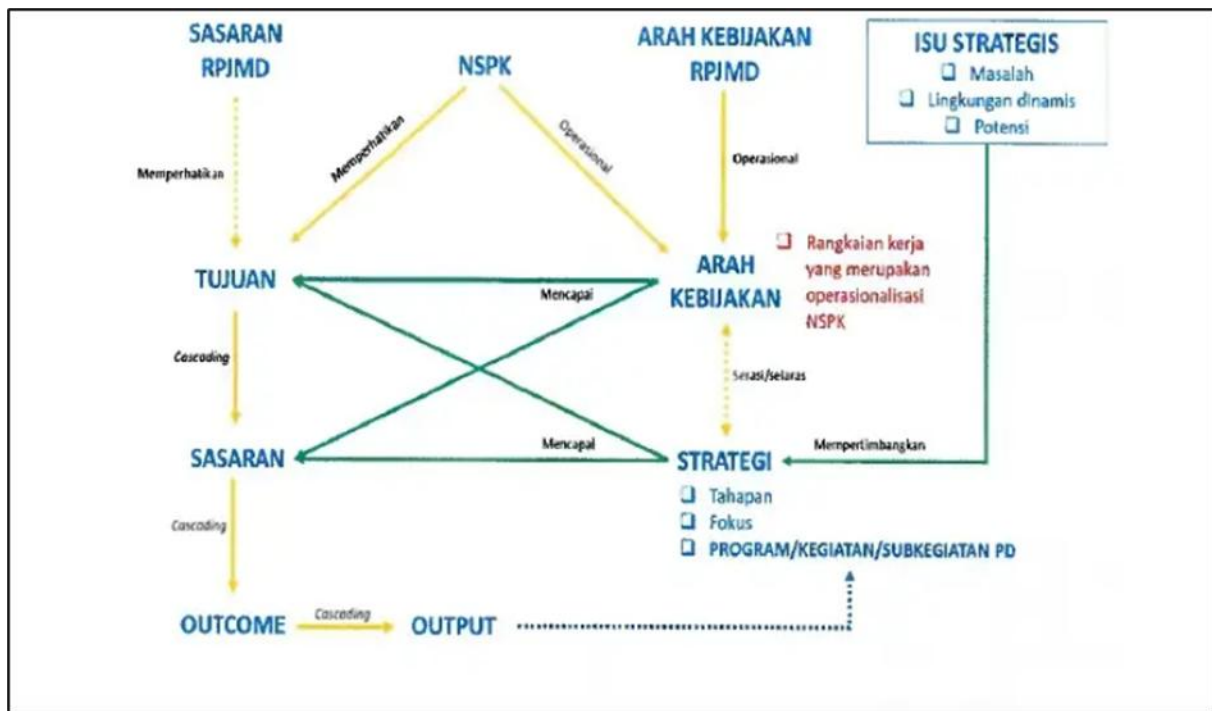 SASARAN
RPJMD
NSPK
ARAH KEBIJAKAN
RPJMD
ISU STRATEGIS
Masalah
Lingkungan dinamis
Potensi
Memperhatikan
Memperhatikan
Operasional
Operasional
TUJUAN
ARAH
KEBIJAKAN
Rangkaian kerja
yang merupakan
operasionalisasi
NSPK
Mencapai
Cascading
Serasi/selaras
SASARAN
Mencapai
STRATEGI
Mempertimbangkan
Tahapan
Fokus
PROGRAM/KEGIATAN/SUBKEGIATAN PD
Cascading
OUTCOME
Cascading
OUTPUT